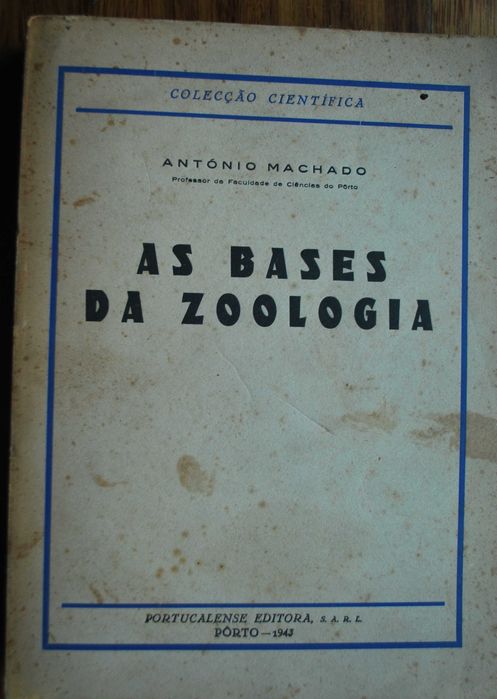 COLECÇÃO CIENTÍFICA
ANTÓNIO MACHADO
Professor da Faculdade de Ciências do Pôrto
AS BASES
DA ZOOLOGIA
PORTUCALENSE EDITORA, S. A. R. L.
PÔRTO—1943